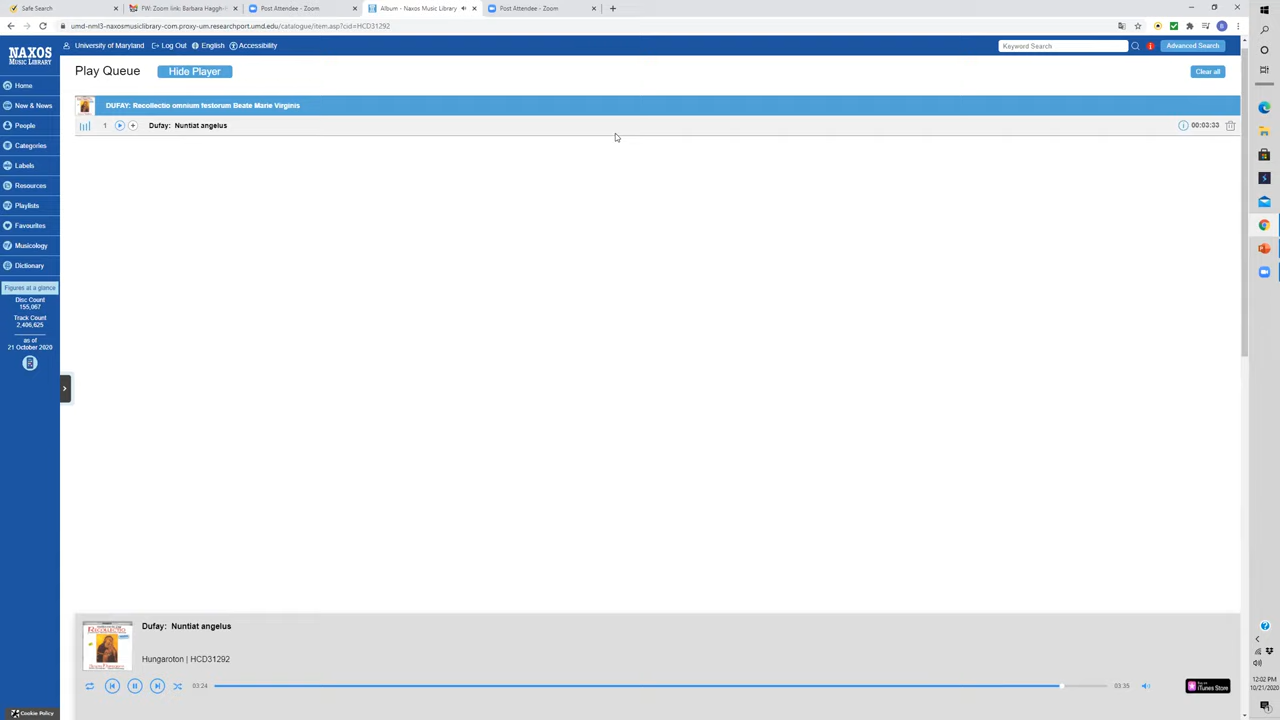 Safe Search
FW: Zoom link: Barbara Haggh-
Post Attendee - Zoom
Album - Naxos Music Library
Post Attendee - Zoom
umd-nml3-naxosmusiclibrary-com.proxy-um.researchport.umd.edu/catalogue/item.asp?cid=HCD31292
NAXOS
MUSIC LIBRARY
University of Maryland
Log Out
English
Accessibility
Keyword Search
Advanced Search
Play Queue
Hide Player
Clear all
Home
New & News
People
Categories
Labels
Resources
Playlists
Favourites
Musicology
Dictionary
Figures at a glance
Disc Count
155,067
Track Count
2,406,625
as of
21 October 2020
DUFAY: Recollectio omnium festorum Beate Marie Virginis
1 Dufay: Nuntiat angelus 00:03:33
RECOLLECTIO
Dufay: Nuntiat angelus
Hungaroton | HCD31292
03:24
03:35
iTunes Store
Cookie Policy
12:02 PM
10/21/2020